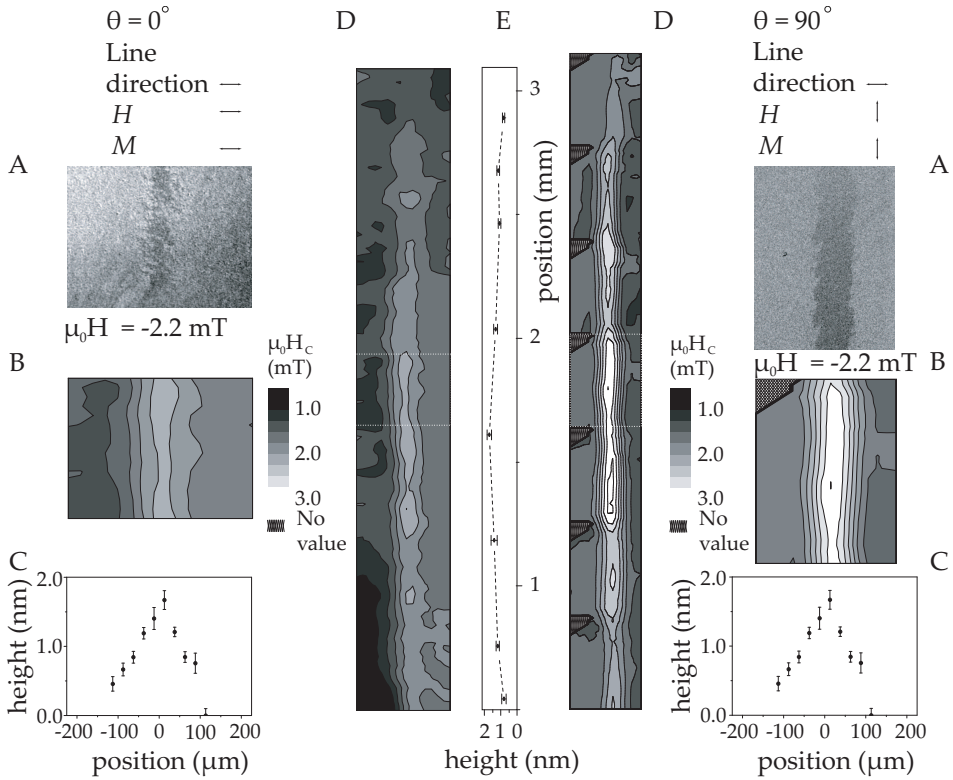 θ = 0°
Line
direction
H
M
A
μ₀H = -2.2 mT
B
μ₀H_C
(mT)
1.0
2.0
3.0
No
value
C
height (nm)
2.0
1.0
0.0
-200 -100 0 100 200
position (μm)
D
E
D
3
2
1
position (mm)
2 1 0
height (nm)
θ = 90°
Line
direction
H
M
A
μ₀H = -2.2 mT
μ₀H_C
(mT)
1.0
2.0
3.0
No
value
B
C
height (nm)
2.0
1.0
0.0
-200 -100 0 100 200
position (μm)